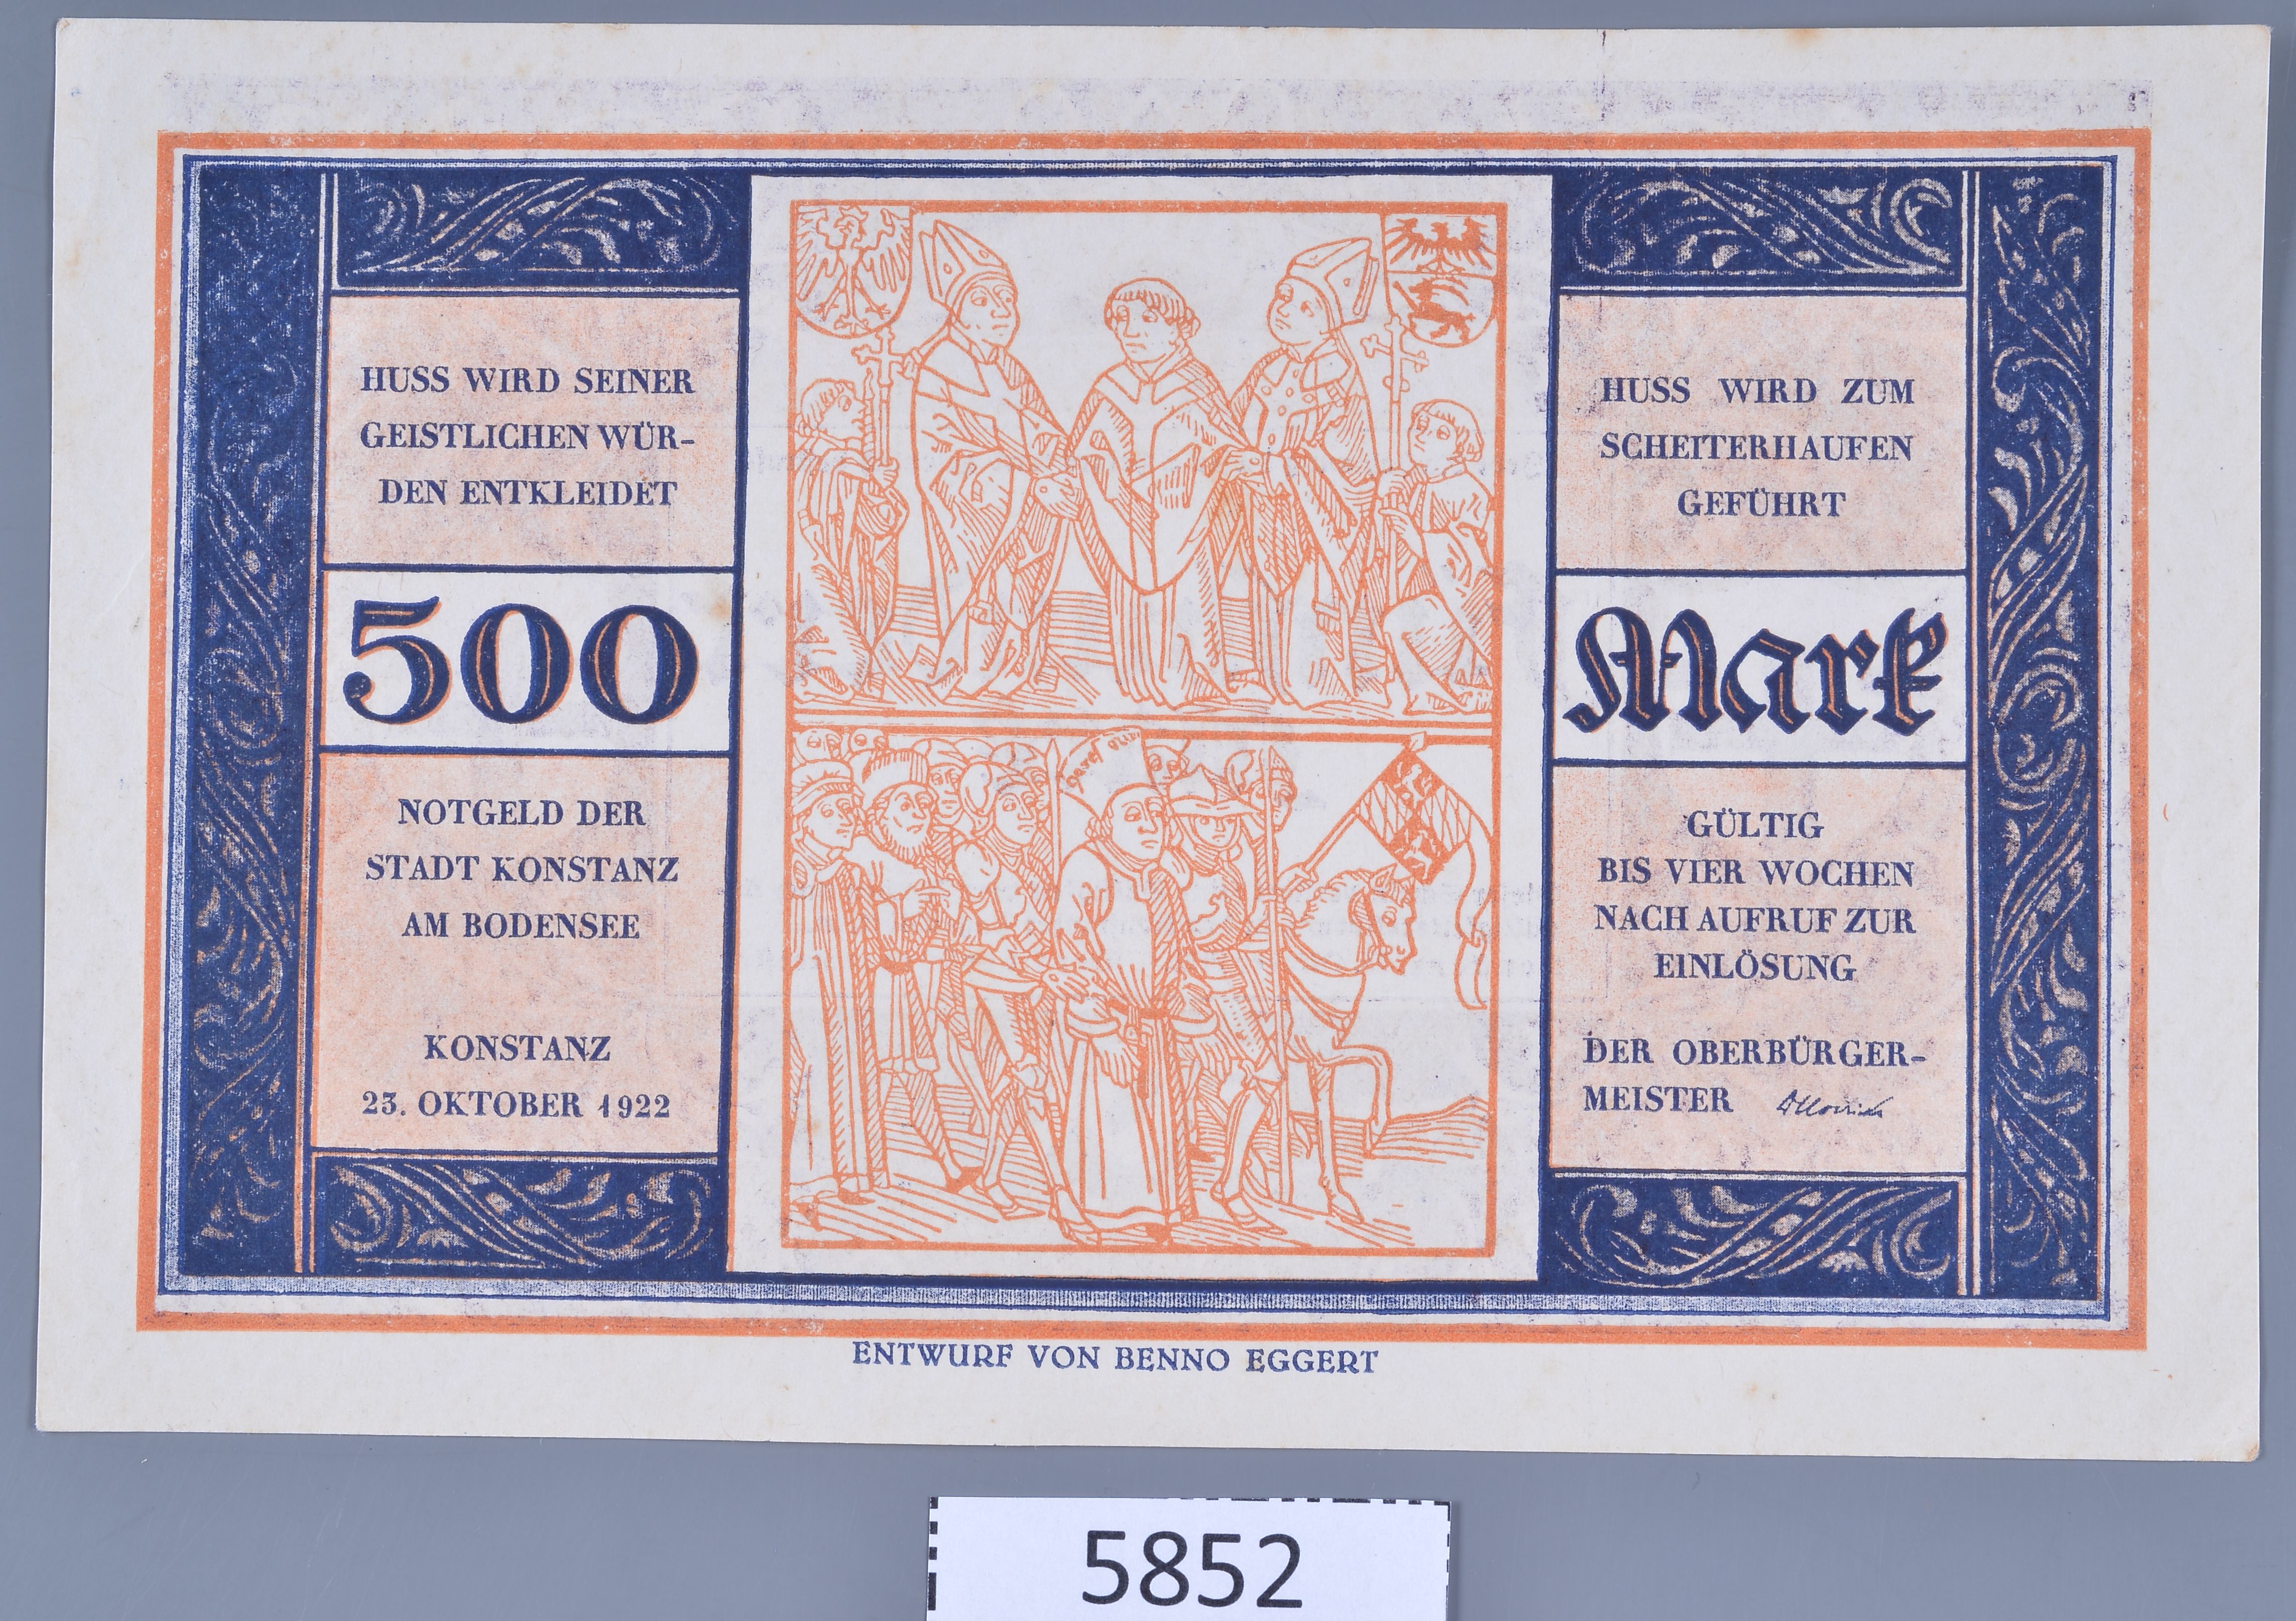 HUSS WIRD SEINER
GEISTLICHEN WÜR-
DEN ENTKLEIDET
500
NOTGELD DER
STADT KONSTANZ
AM BODENSEE
KONSTANZ
23. OKTOBER 1922
HUSS WIRD ZUM
SCHEITERHAUFEN
GEFÜHRT
Mark
GÜLTIG
BIS VIER WOCHEN
NACH AUFRUF ZUR
EINLÖSUNG
DER OBERBÜRGER-
MEISTER
ENTWURF VON BENNO EGGERT
5852